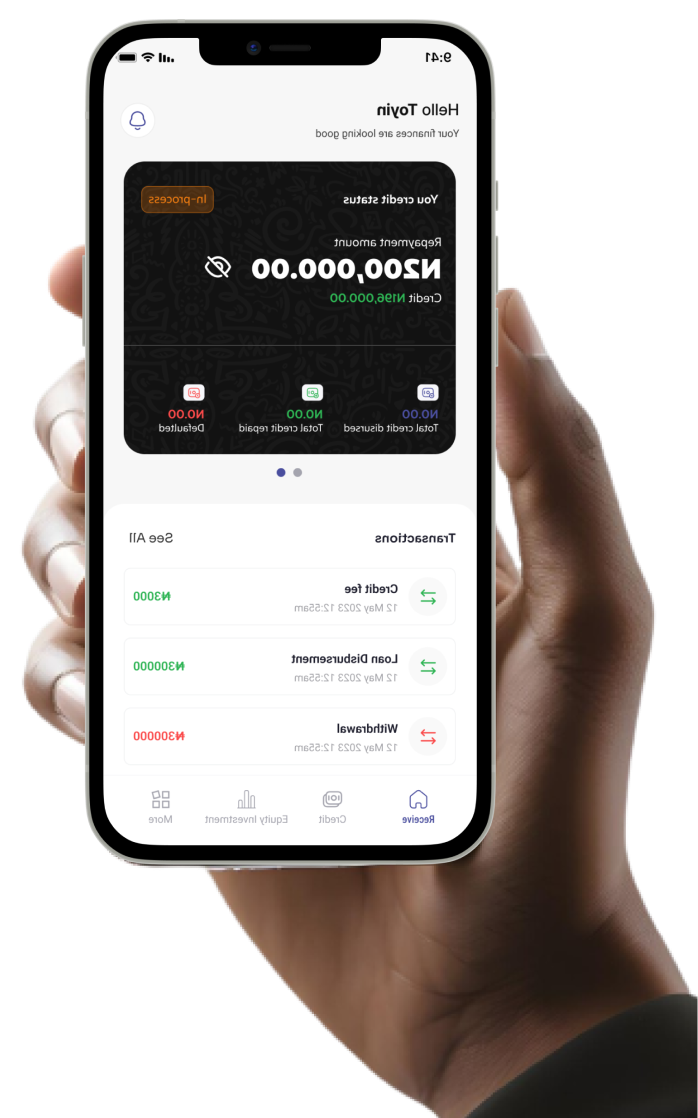 9:41
Hello Toyin
Your finances are looking good
You credit status
In-process
Repayment amount
N200,000.00
Credit N196,000.00
N0.00
N0.00
N0.00
Total credit disursed
Total credit repaid
Defaulted
Transactions
See All
Credit fee
12 May 2023 12:55am
₦3000
Loan Disbursement
12 May 2023 12:55am
₦300000
Withdrawal
12 May 2023 12:55am
₦300000
Receive
Credit
Equity Investment
More